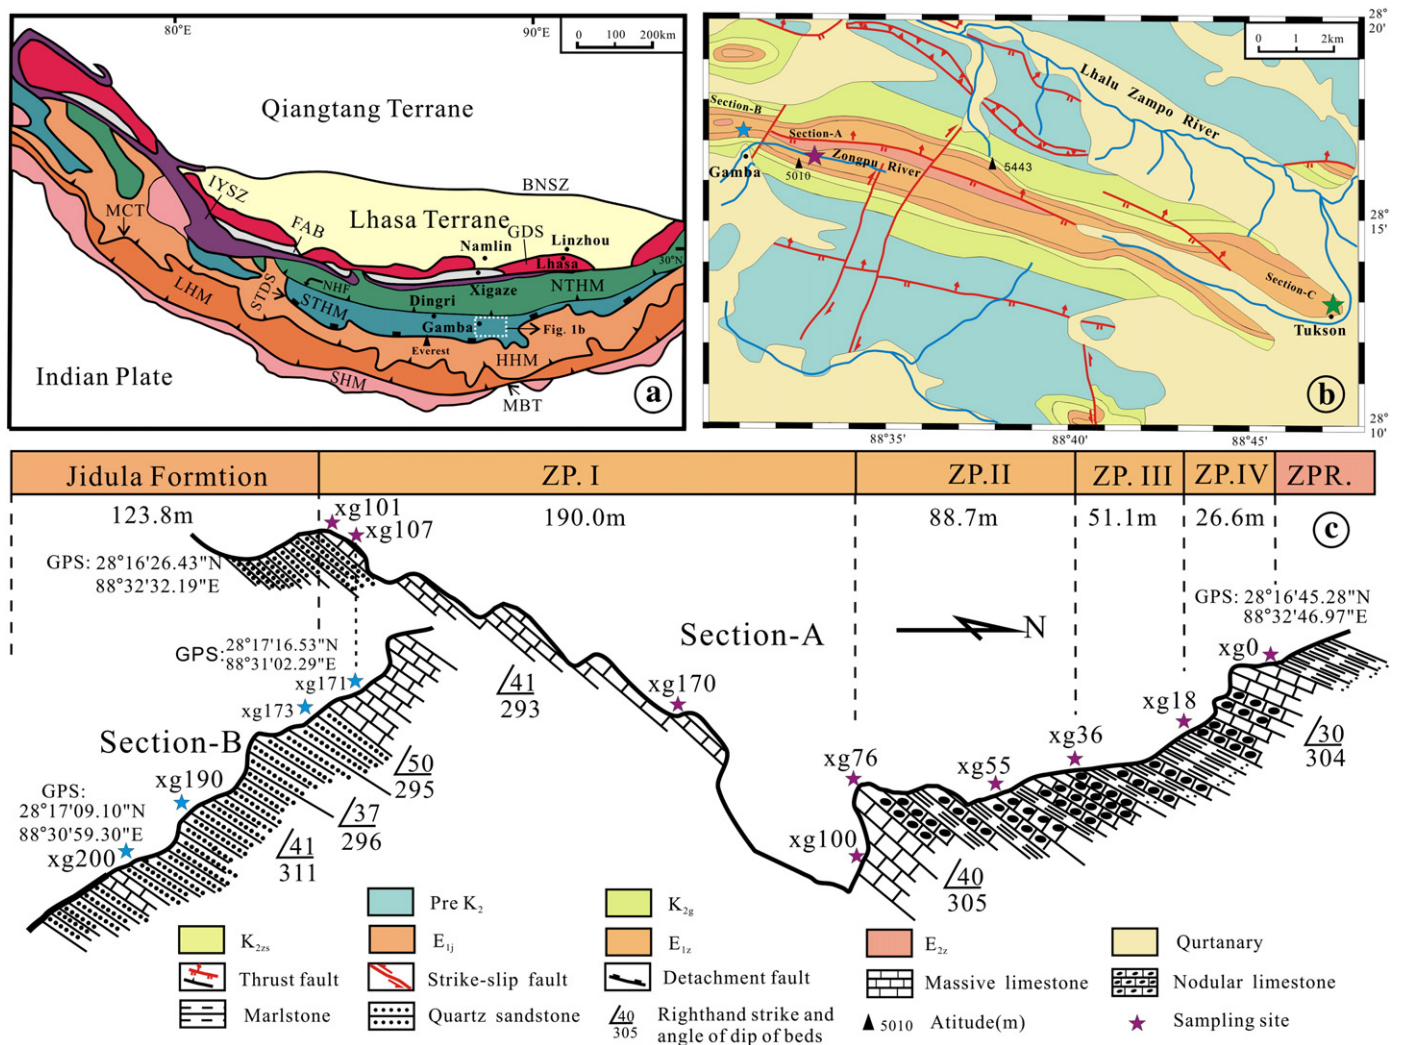 80°E
90°E
0 100 200km
Qiangtang Terrane
BNSZ
IYSZ
MCT
FAB
Lhasa Terrane
GDS
Namlin
Linzhou
Lhasa
30°N
NHF
Xigaze
NTHM
STDS
STHM
Dingri
LHM
Gamba
Fig. 1b
Everest
HHM
Indian Plate
SHM
MBT
a
28°
20'
0 1 2km
Lhalu Zampo River
Section-B
Section-A
Zongpu River
5443
Gamba
5010
28°
15'
Section-C
Tukson
b
28°
10'
88°35'
88°40'
88°45'
Jidula Formtion
ZP. I
ZP.II
ZP. III
ZP.IV
ZPR.
123.8m
190.0m
88.7m
51.1m
26.6m
c
xg101
xg107
GPS: 28°16'26.43"N
88°32'32.19"E
GPS: 28°16'45.28"N
88°32'46.97"E
Section-A
N
GPS: 28°17'16.53"N
88°31'02.29"E
xg0
xg171
41
293
xg170
xg173
xg18
Section-B
xg36
30
304
50
295
xg76
xg55
GPS:
28°17'09.10"N
88°30'59.30"E
xg190
37
296
xg100
xg200
41
311
40
305
Pre K2
K2g
K2zs
E1j
E1z
E2z
Qurtanary
Thrust fault
Strike-slip fault
Detachment fault
Massive limestone
Nodular limestone
Marlstone
Quartz sandstone
40
305
Righthand strike and
angle of dip of beds
5010 Atitude(m)
Sampling site